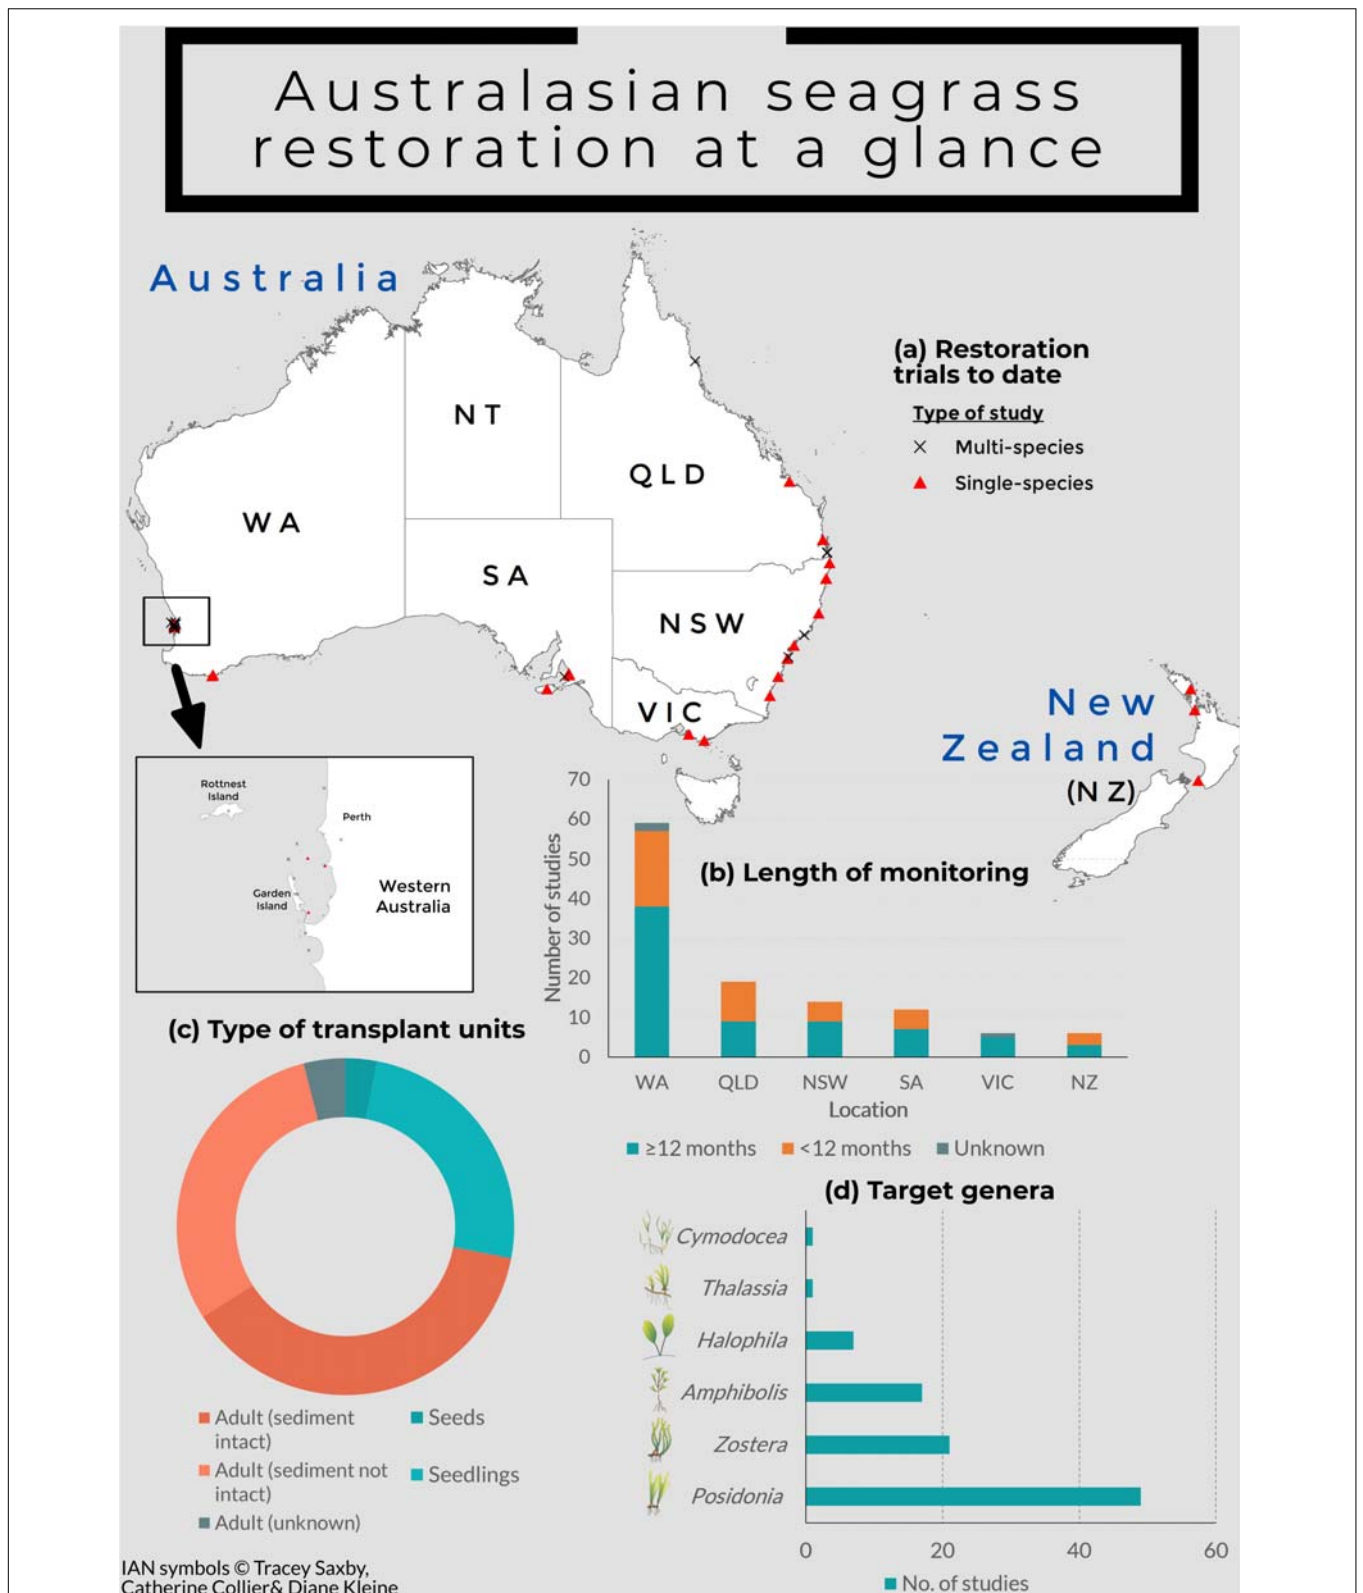 Australasian seagrass
restoration at a glance
Australia
(a) Restoration
trials to date
Type of study
Multi-species
Single-species
NT
QLD
WA
SA
NSW
VIC
New
Zealand
(NZ)
Rottnest
Island
Perth
Garden
Island
Western
Australia
(b) Length of monitoring
Number of studies
70
60
50
40
30
20
10
0
WA QLD NSW SA VIC NZ
Location
≥12 months <12 months Unknown
(c) Type of transplant units
Adult (sediment
intact)
Adult (sediment not
intact)
Adult (unknown)
Seeds
Seedlings
(d) Target genera
Cymodocea
Thalassia
Halophila
Amphibolis
Zostera
Posidonia
0 20 40 60
No. of studies
IAN symbols © Tracey Saxby,
Catherine Collier& Diane Kleine